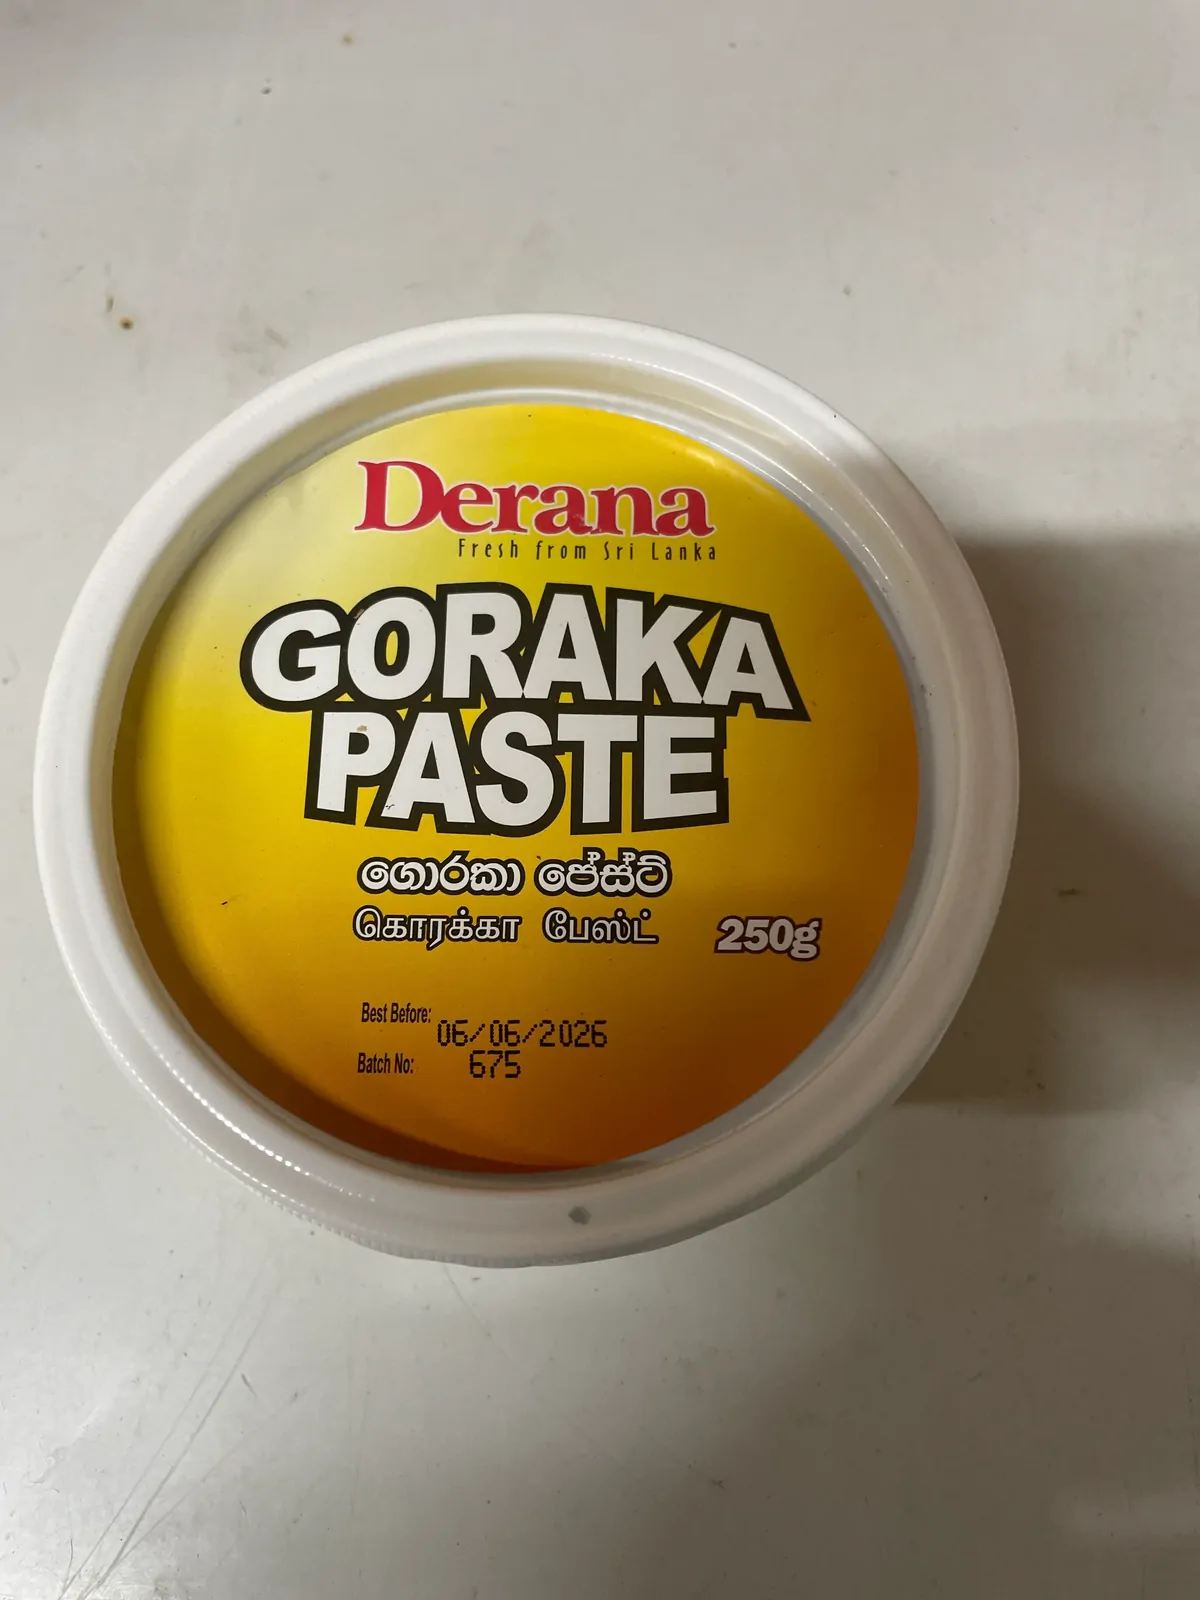 Derana
Fresh from Sri Lanka
GORAKA
PASTE
ගොරකා පේස්ට්
கொரக்கா பேஸ்ட்
250g
Best Before: 06/06/2026
Batch No: 675